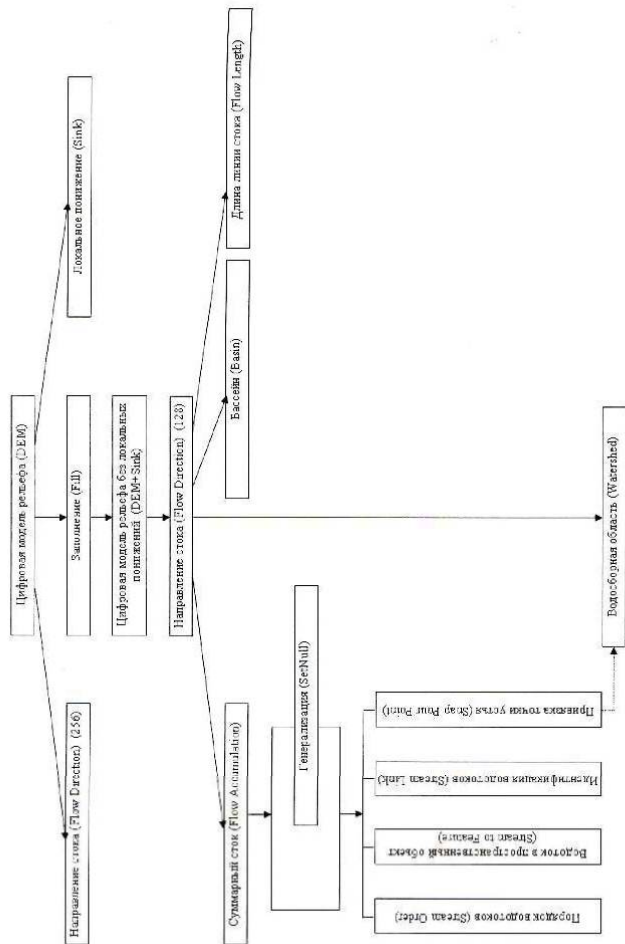 Цифровая модель рельефа (DEM)
Направление стока (Flow Direction) (256)
Заполнение (Fill)
Локальное понижение (Sink)
Цифровая модель рельефа без локальных
понижений (DEM+Sink)
Направление стока (Flow Direction) (128)
Суммарный сток (Flow Accumulation)
Бассейн (Basin)
Длина линии стока (Flow Length)
Генерализация (SetNull)
Порядок водотоков (Stream Order)
Водоток в пространственный объект
(Stream to Feature)
Идентификация водотоков (Stream Link)
Привязка точки устья (Snap Pour Point)
Водосборная область (Watershed)